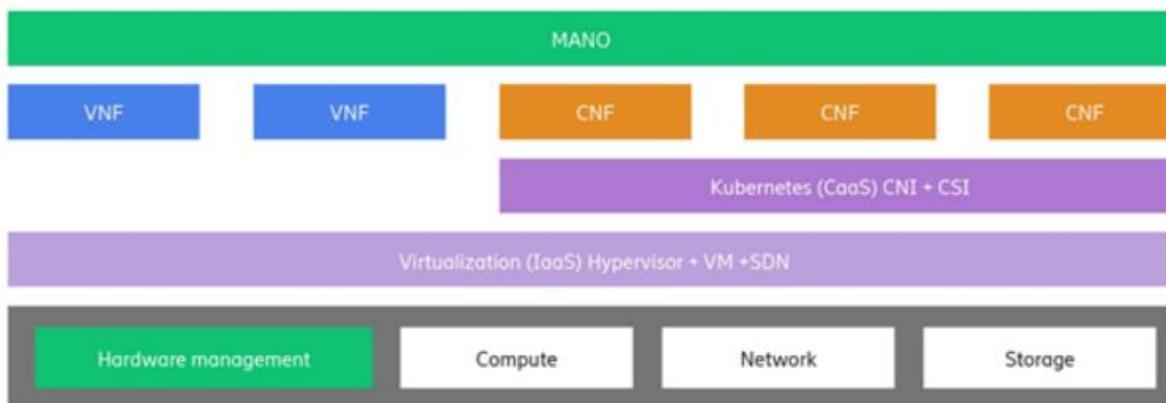 MANO
VNF
VNF
CNF
CNF
CNF
Kubernetes (CaaS) CNI + CSI
Virtualization (IaaS) Hypervisor + VM +SDN
Hardware management
Compute
Network
Storage